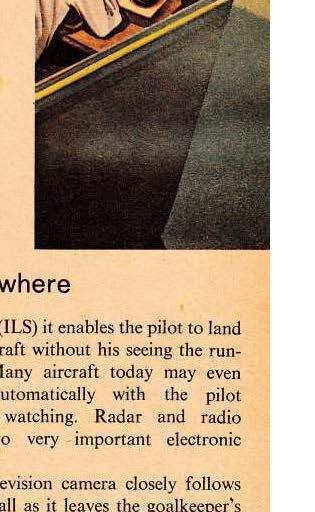 where
(ILS) it enables the pilot to land
raft without his seeing the run-
Many aircraft today may even
utomatically with the pilot
watching. Radar and radio
o very important electronic
evision camera closely follows
all as it leaves the goalkeeper's